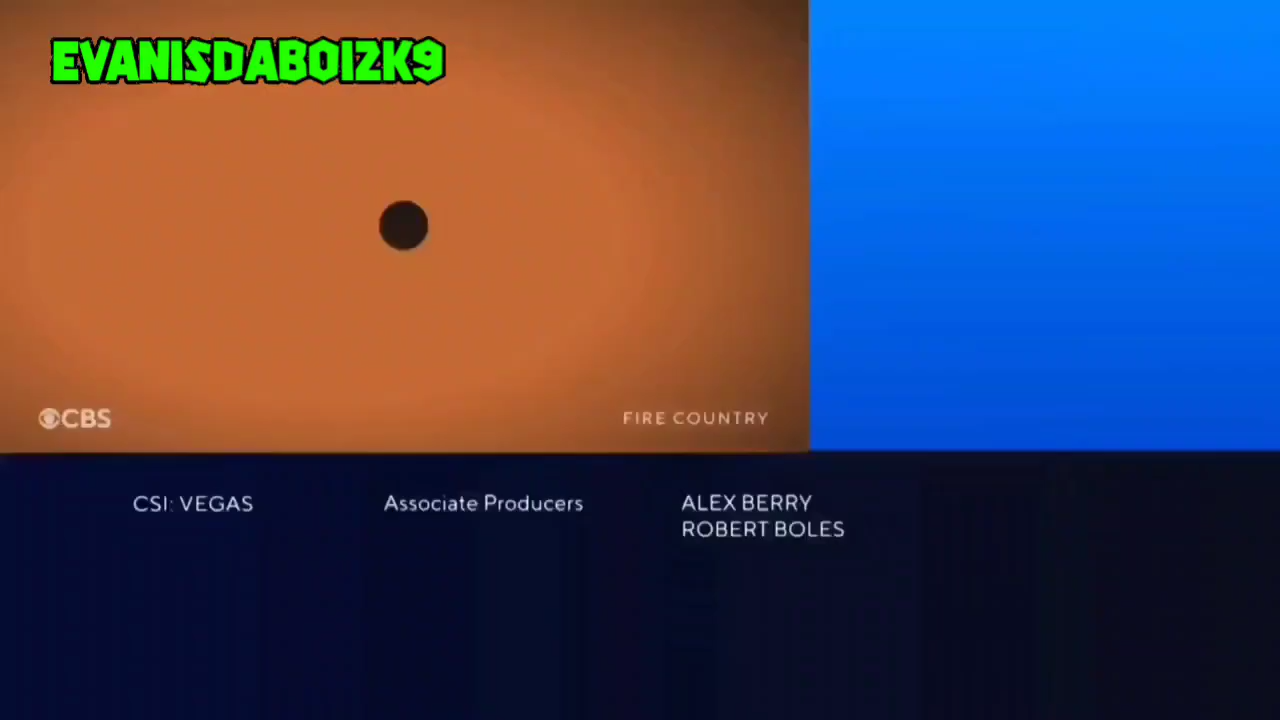 EVANISDABOIZK9
CBS
FIRE COUNTRY
CSI: VEGAS
Associate Producers
ALEX BERRY
ROBERT BOLES